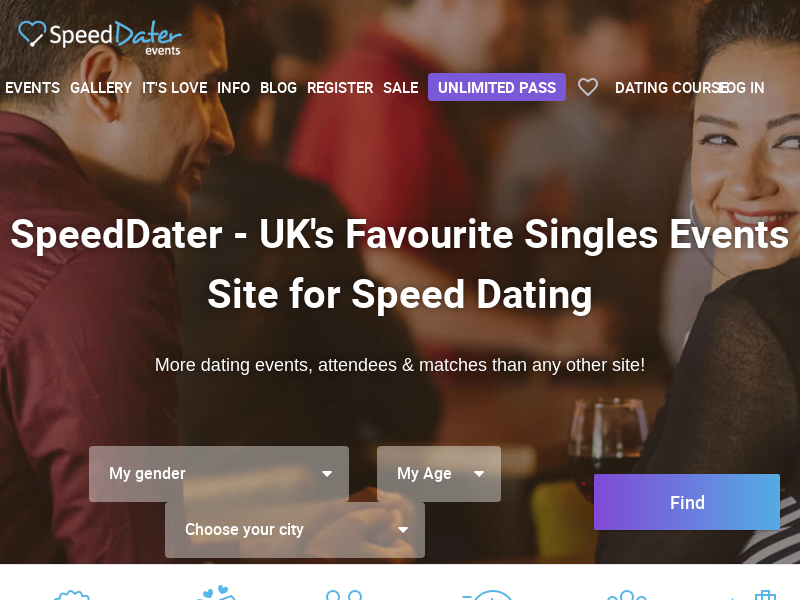 SpeedDater
events
EVENTS GALLERY IT'S LOVE INFO BLOG REGISTER SALE UNLIMITED PASS DATING COURSE LOG IN
SpeedDater - UK's Favourite Singles Events
Site for Speed Dating
More dating events, attendees & matches than any other site!
My gender My Age
Find
Choose your city